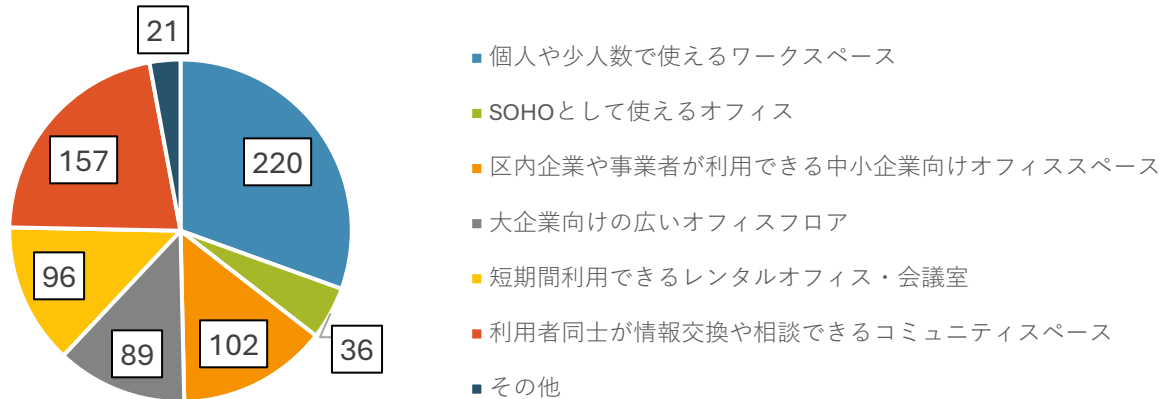 21
220
157
96
89
102
36
個人や少人数で使えるワークスペース
SOHOとして使えるオフィス
区内企業や事業者が利用できる中小企業向けオフィススペース
大企業向けの広いオフィスフロア
短期間利用できるレンタルオフィス・会議室
利用者同士が情報交換や相談できるコミュニティスペース
その他